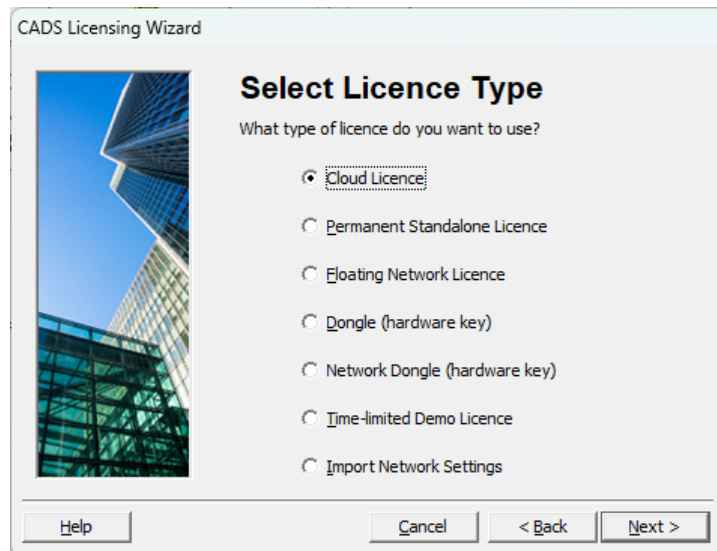 CADS Licensing Wizard
Select Licence Type
What type of licence do you want to use?
Cloud Licence
Permanent Standalone Licence
Floating Network Licence
Dongle (hardware key)
Network Dongle (hardware key)
Time-limited Demo Licence
Import Network Settings
Help
Cancel
< Back
Next >